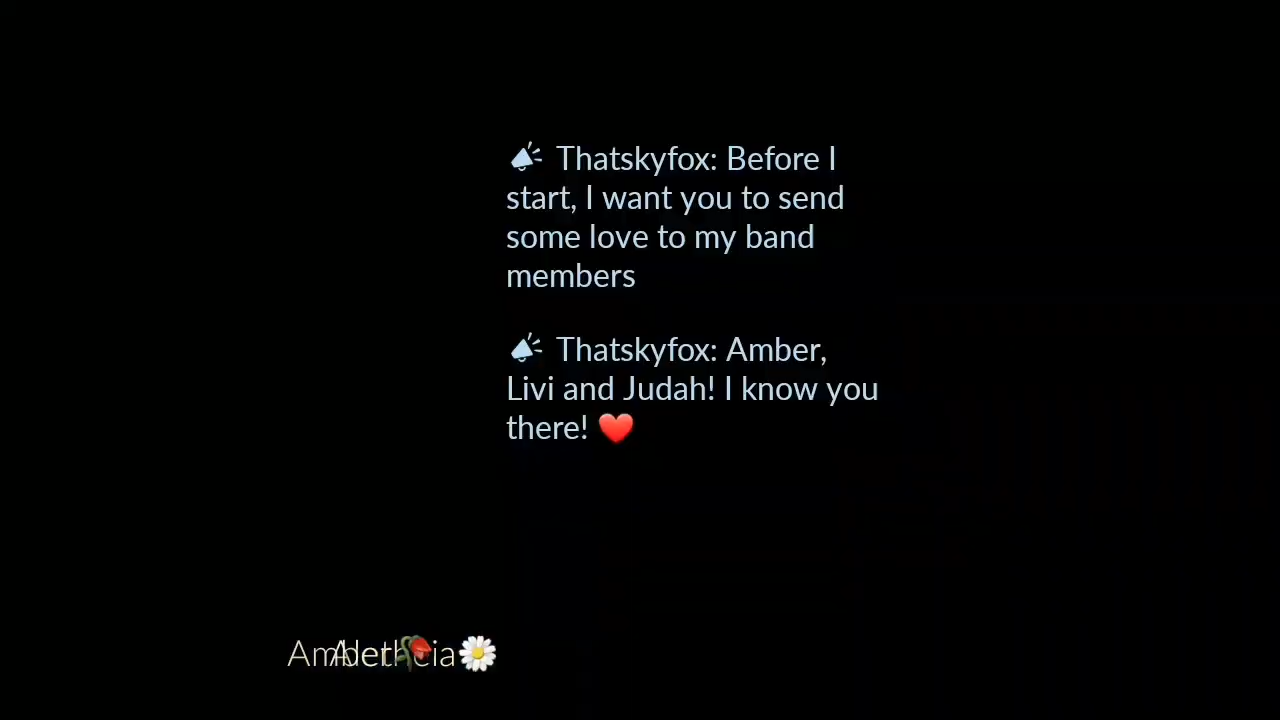 📣 Thatskyfox: Before I
start, I want you to send
some love to my band
members
📣 Thatskyfox: Amber,
Livi and Judah! I know you
there! ❤️